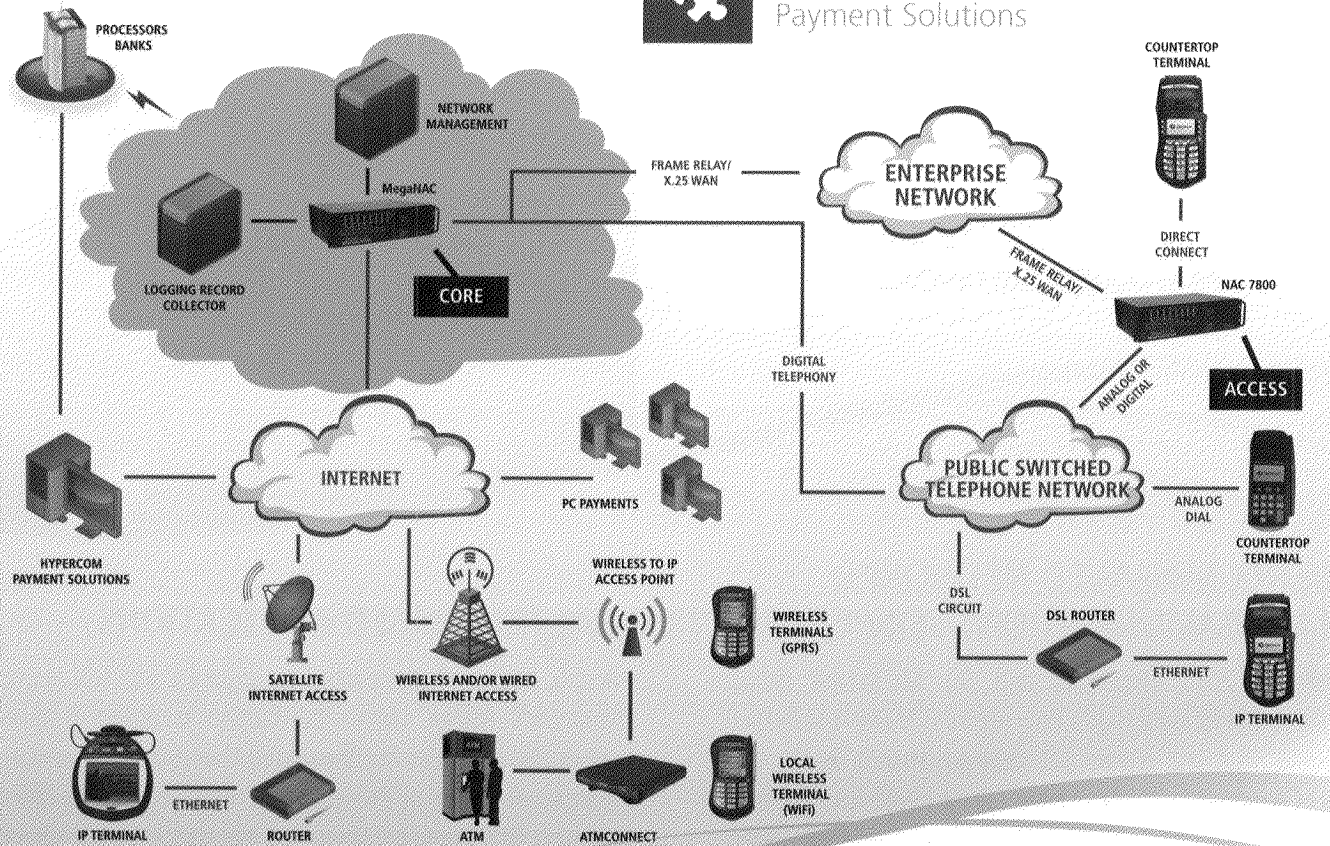 Payment Solutions
PROCESSORS
BANKS
COUNTERTOP
TERMINAL
NETWORK
MANAGEMENT
FRAME RELAY/
X.25 WAN
ENTERPRISE
NETWORK
MegaNAC
DIRECT
CONNECT
FRAME RELAY/
X.25 WAN
NAC 7800
LOGGING RECORD
COLLECTOR
CORE
DIGITAL
TELEPHONY
ANALOG OR
DIGITAL
ACCESS
INTERNET
PC PAYMENTS
PUBLIC SWITCHED
TELEPHONE NETWORK
ANALOG
DIAL
COUNTERTOP
TERMINAL
HYPERCOM
PAYMENT SOLUTIONS
WIRELESS TO IP
ACCESS POINT
DSL
CIRCUIT
DSL ROUTER
WIRELESS
TERMINALS
(GPRS)
SATELLITE
INTERNET ACCESS
WIRELESS AND/OR WIRED
INTERNET ACCESS
ETHERNET
IP TERMINAL
LOCAL
WIRELESS
TERMINAL
(WiFi)
ETHERNET
IP TERMINAL
ROUTER
ATM
ATMCONNECT